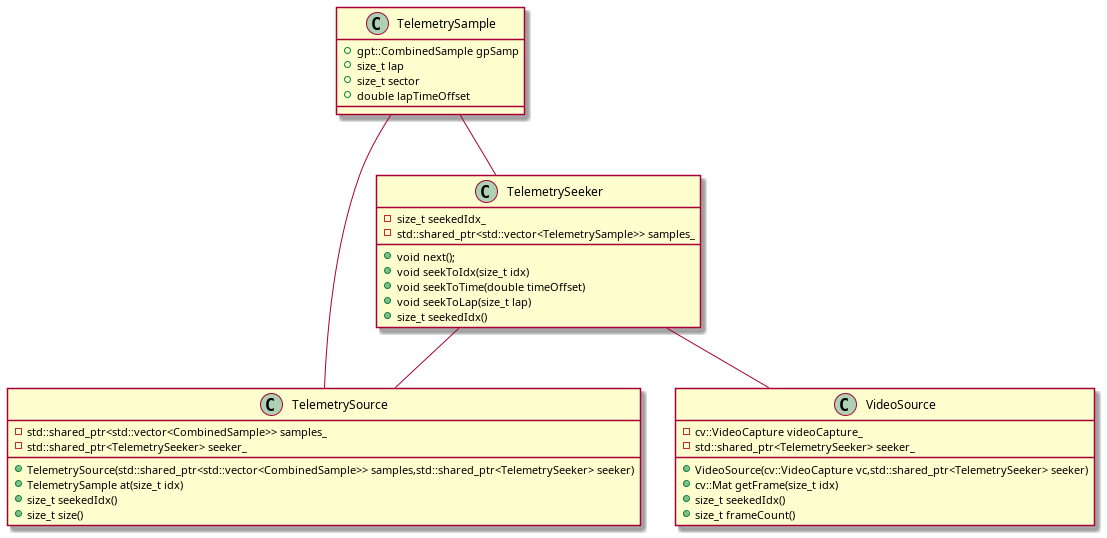 C TelemetrySample
gpt::CombinedSample gpSamp
size_t lap
size_t sector
double lapTimeOffset
C TelemetrySeeker
size_t seekedIdx_
std::shared_ptr<std::vector<TelemetrySample>> samples_
void next();
void seekToIdx(size_t idx)
void seekToTime(double timeOffset)
void seekToLap(size_t lap)
size_t seekedIdx()
C TelemetrySource
std::shared_ptr<std::vector<CombinedSample>> samples_
std::shared_ptr<TelemetrySeeker> seeker_
TelemetrySource(std::shared_ptr<std::vector<CombinedSample>> samples,std::shared_ptr<TelemetrySeeker> seeker)
TelemetrySample at(size_t idx)
size_t seekedIdx()
size_t size()
C VideoSource
cv::VideoCapture videoCapture_
std::shared_ptr<TelemetrySeeker> seeker_
VideoSource(cv::VideoCapture vc,std::shared_ptr<TelemetrySeeker> seeker)
cv::Mat getFrame(size_t idx)
size_t seekedIdx()
size_t frameCount()